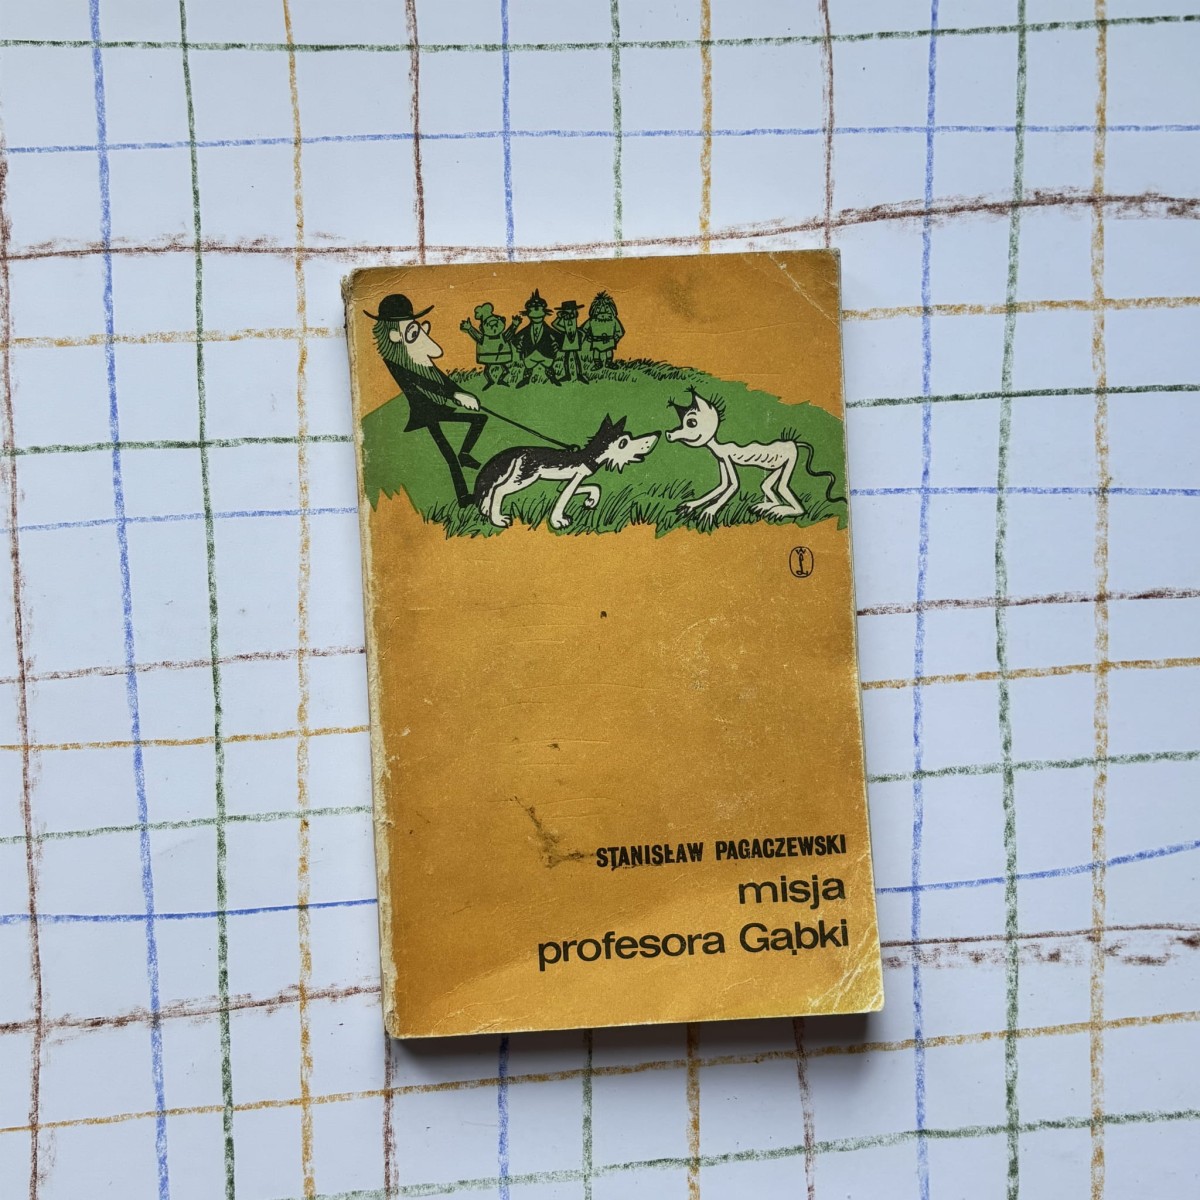 STANISŁAW PAGACZEWSKI
misja
profesora Gąbki